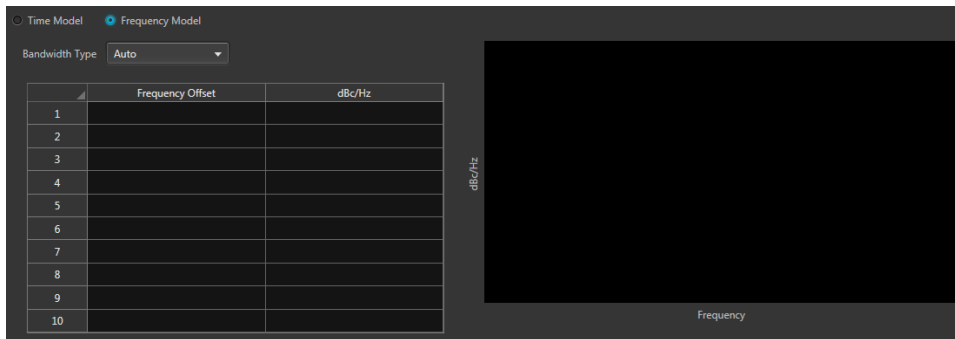 Time Model Frequency Model
Bandwidth Type Auto
Frequency Offset dBc/Hz
1
2
3
4
5
6
7
8
9
10
dBc/Hz
Frequency